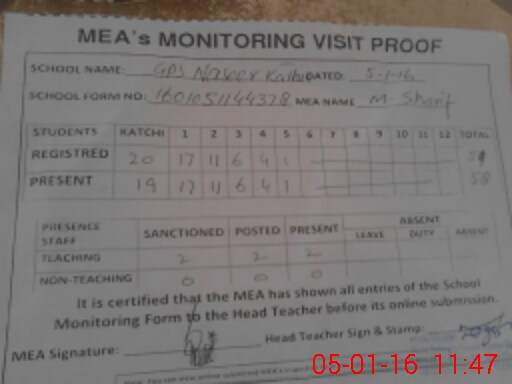 MEA's MONITORING VISIT PROOF
SCHOOL NAME: GPS Naseer DATED: 5-1-16
SCHOOL FORM NO: MEA NAME M. Sharif
STUDENTS KATCHI 1 2 3 4 5 6 7 8 9 10 11 12 TOTAL
REGISTRED 20 17 11 6 4 1
PRESENT 19 17 11 6 4 1 58
PRESENCE STAFF SANCTIONED POSTED PRESENT ABSENT
LEAVE DUTY ABSENT
TEACHING 2 2 2
NON-TEACHING 0 0 0
It is certified that the MEA has shown all entries of the School
Monitoring Form to the Head Teacher before its online submission.
MEA Signature: Head Teacher Sign & Stamp:
05-01-16 11:47